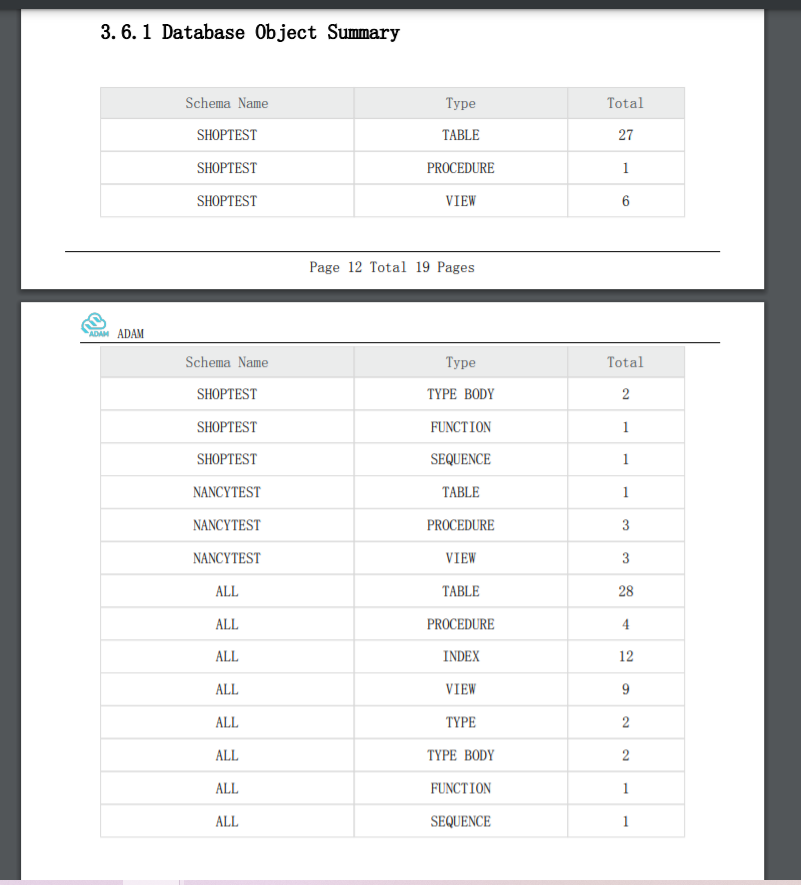 3.6.1 Database Object Summary
Schema Name Type Total
SHOPTEST TABLE 27
SHOPTEST PROCEDURE 1
SHOPTEST VIEW 6
Page 12 Total 19 Pages
ADAM ADAM
Schema Name Type Total
SHOPTEST TYPE BODY 2
SHOPTEST FUNCTION 1
SHOPTEST SEQUENCE 1
NANCYTEST TABLE 1
NANCYTEST PROCEDURE 3
NANCYTEST VIEW 3
ALL TABLE 28
ALL PROCEDURE 4
ALL INDEX 12
ALL VIEW 9
ALL TYPE 2
ALL TYPE BODY 2
ALL FUNCTION 1
ALL SEQUENCE 1